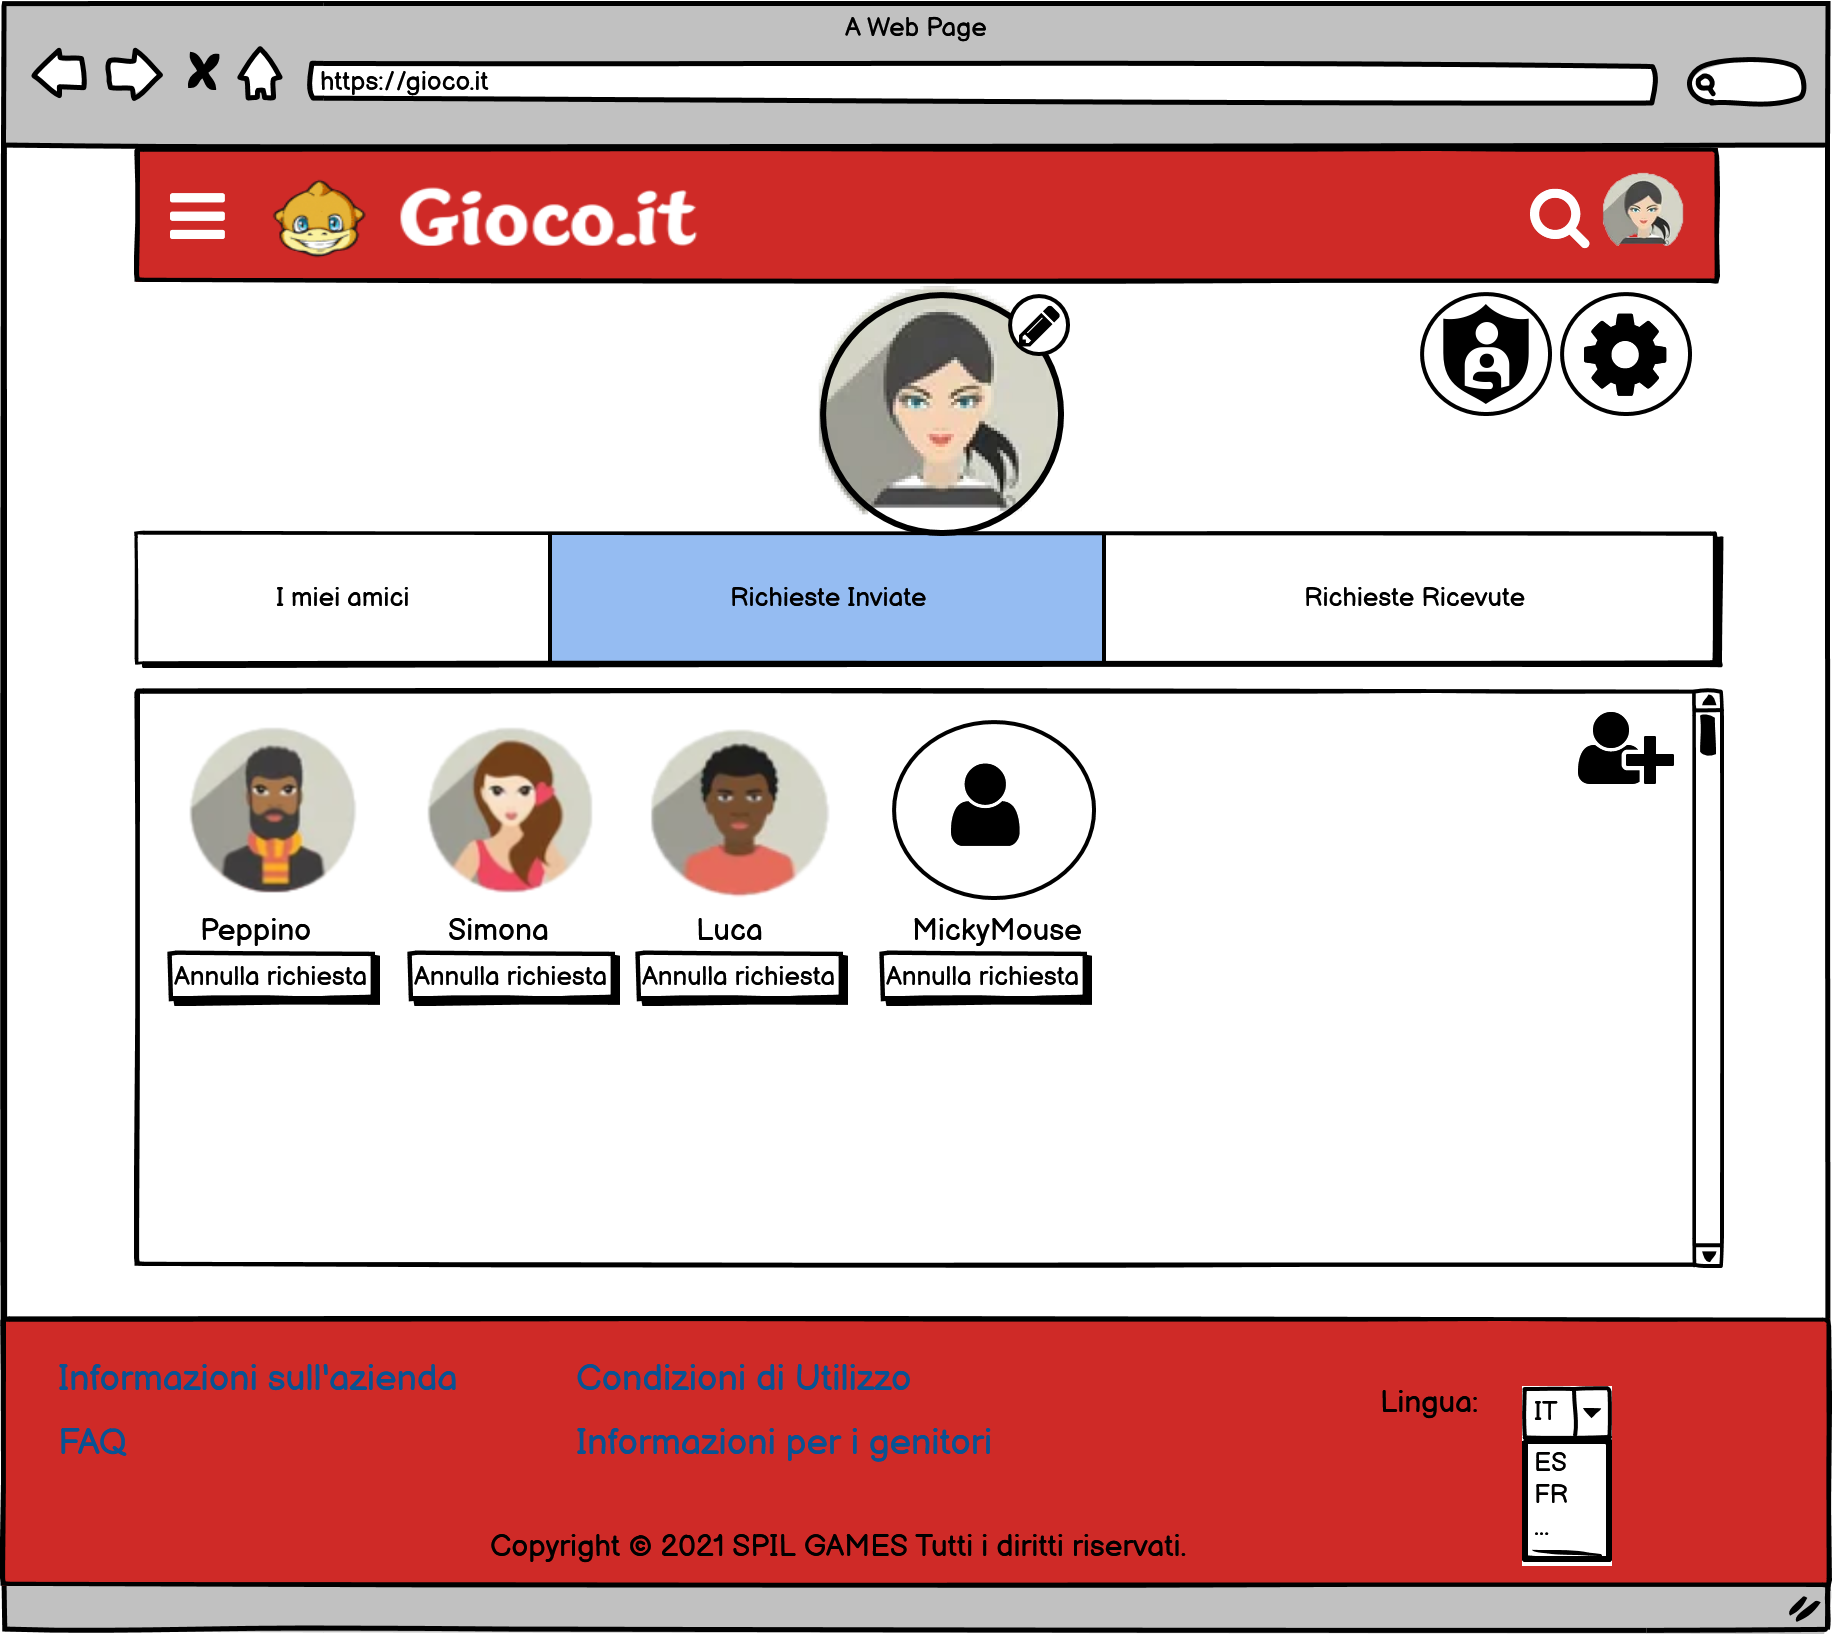 A Web Page
https://gioco.it
Gioco.it
I miei amici
Richieste Inviate
Richieste Ricevute
Peppino
Simona
Luca
MickyMouse
Annulla richiesta
Annulla richiesta
Annulla richiesta
Annulla richiesta
Informazioni sull'azienda
Condizioni di Utilizzo
FAQ
Informazioni per i genitori
Lingua:
IT
ES
FR
...
Copyright © 2021 SPIL GAMES Tutti i diritti riservati.